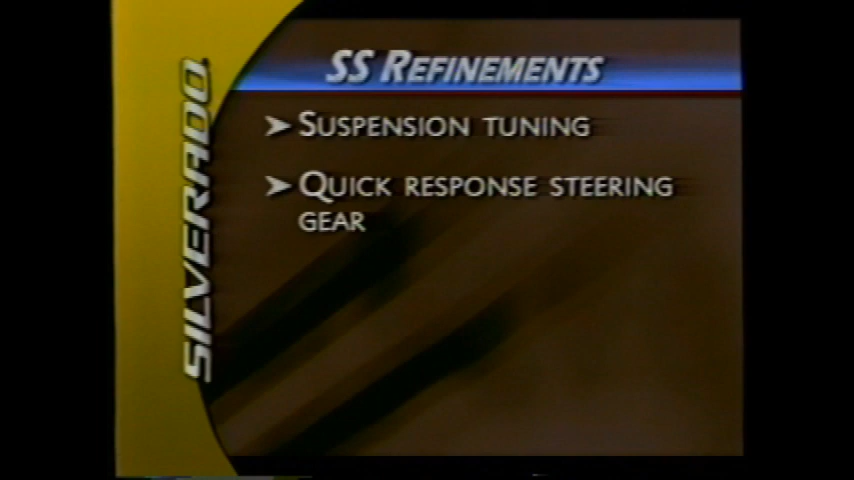 SILVERADO
SS REFINEMENTS
➤ SUSPENSION TUNING
➤ QUICK RESPONSE STEERING
GEAR